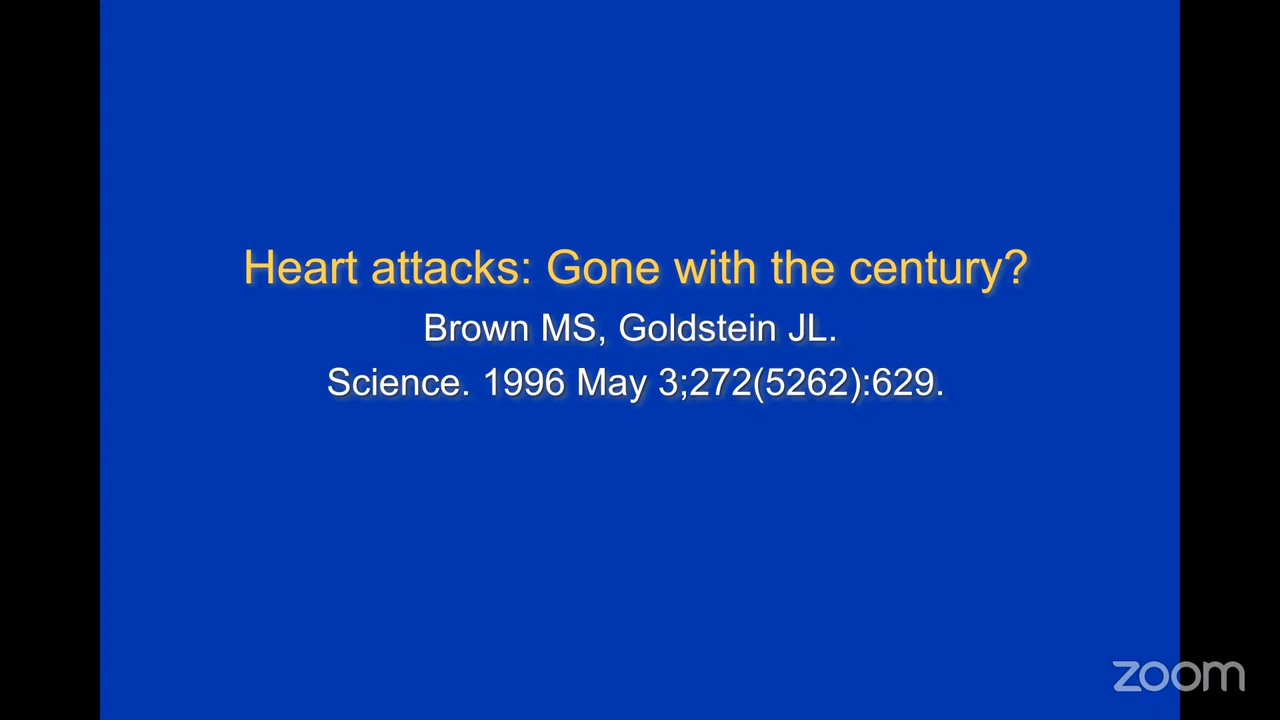 Heart attacks: Gone with the century?
Brown MS, Goldstein JL.
Science. 1996 May 3;272(5262):629.
zoom